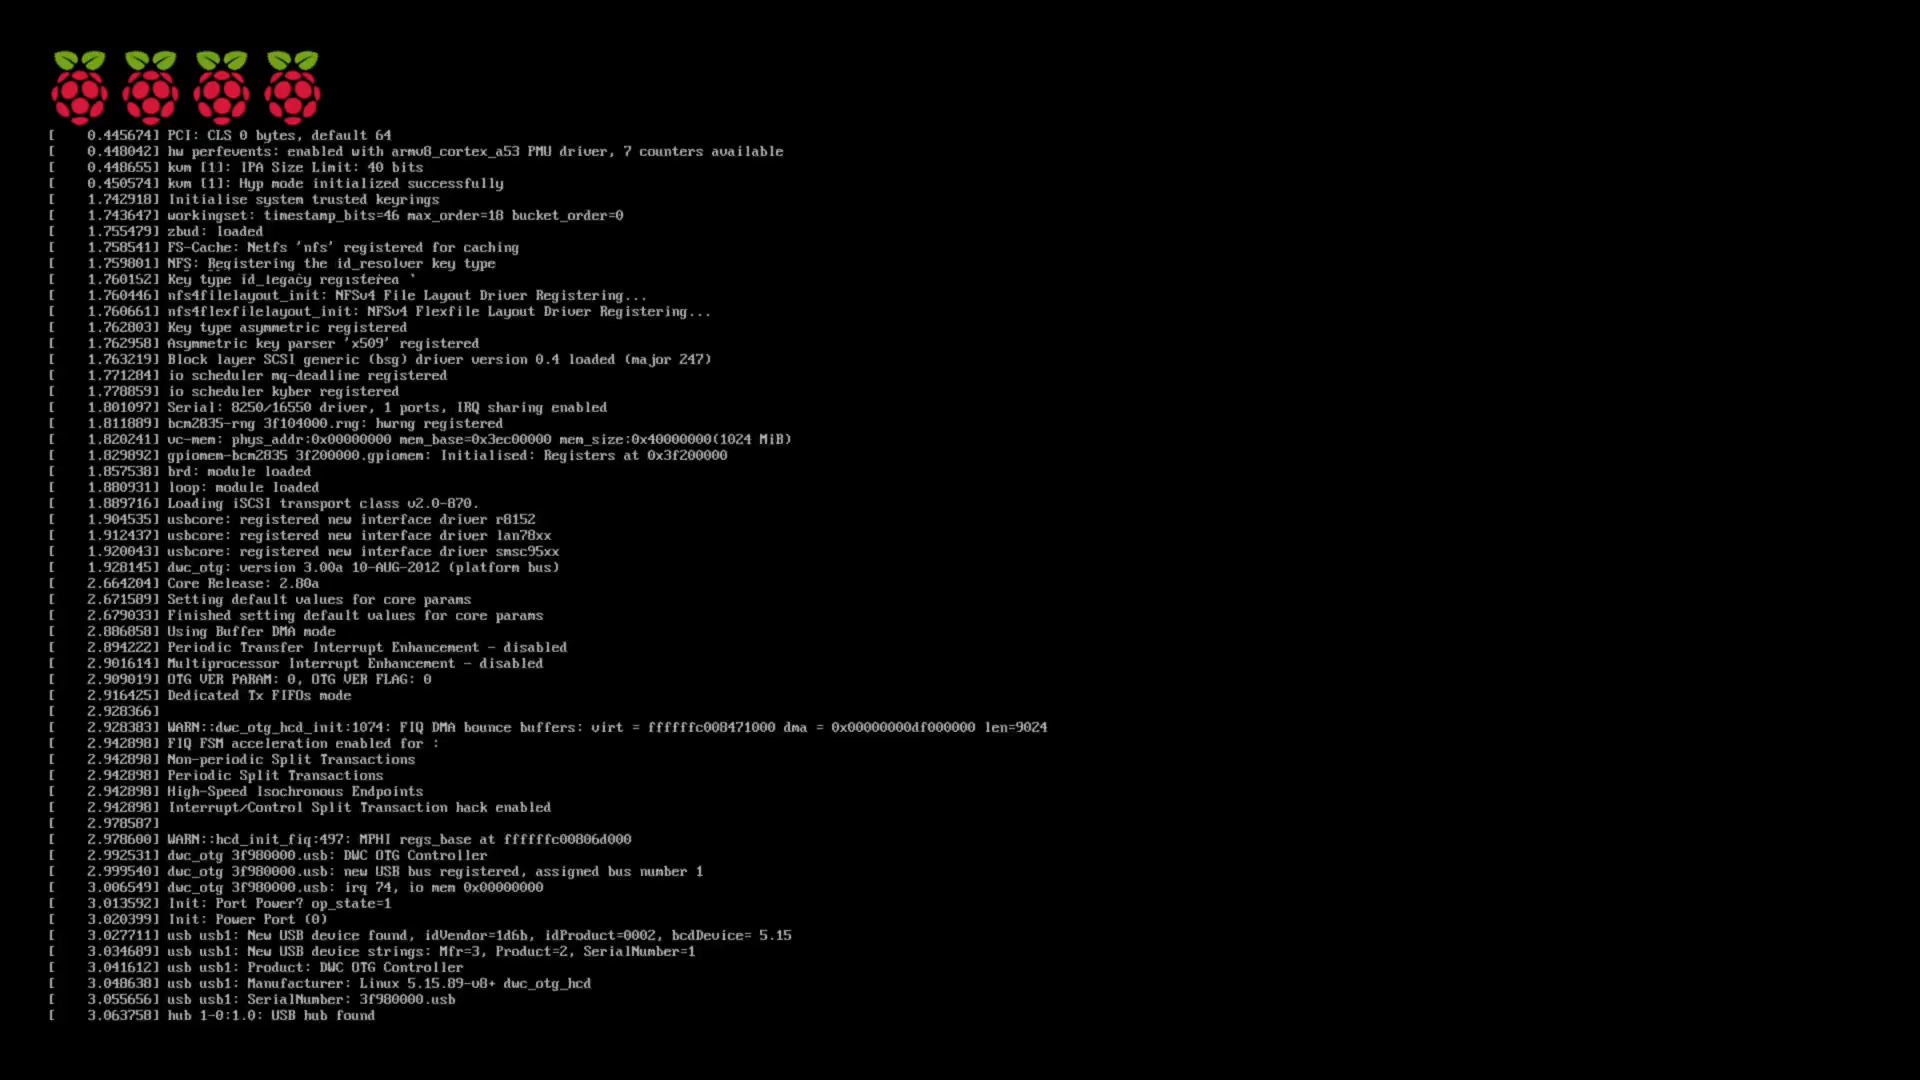 [    0.445674] PCI: CLS 0 bytes, default 64
[    0.448042] hw perfevents: enabled with armv8_cortex_a53 PMU driver, 7 counters available
[    0.448655] kvm [1]: IPA Size Limit: 40 bits
[    0.450574] kvm [1]: Hyp mode initialized successfully
[    1.742918] Initialise system trusted keyrings
[    1.743647] workingset: timestamp_bits=46 max_order=18 bucket_order=0
[    1.755479] zbud: loaded
[    1.758541] FS-Cache: Netfs 'nfs' registered for caching
[    1.759801] NFS: Registering the id_resolver key type
[    1.760152] Key type id_legacy registered
[    1.760446] nfs4filelayout_init: NFSv4 File Layout Driver Registering...
[    1.760661] nfs4flexfilelayout_init: NFSv4 Flexfile Layout Driver Registering...
[    1.762803] Key type asymmetric registered
[    1.762958] Asymmetric key parser 'x509' registered
[    1.763219] Block layer SCSI generic (bsg) driver version 0.4 loaded (major 247)
[    1.771284] io scheduler mq-deadline registered
[    1.778859] io scheduler kyber registered
[    1.801097] Serial: 8250/16550 driver, 1 ports, IRQ sharing enabled
[    1.811889] bcm2835-rng 3f104000.rng: hwrng registered
[    1.820241] vc-mem: phys_addr:0x00000000 mem_base=0x3ec00000 mem_size:0x40000000(1024 MiB)
[    1.829892] gpiomem-bcm2835 3f200000.gpiomem: Initialised: Registers at 0x3f200000
[    1.857538] brd: module loaded
[    1.880931] loop: module loaded
[    1.889716] Loading iSCSI transport class v2.0-870.
[    1.904535] usbcore: registered new interface driver r8152
[    1.912437] usbcore: registered new interface driver lan78xx
[    1.920043] usbcore: registered new interface driver smsc95xx
[    1.928145] dwc_otg: version 3.00a 10-AUG-2012 (platform bus)
[    2.664204] Core Release: 2.80a
[    2.671589] Setting default values for core params
[    2.679033] Finished setting default values for core params
[    2.886858] Using Buffer DMA mode
[    2.894222] Periodic Transfer Interrupt Enhancement - disabled
[    2.901614] Multiprocessor Interrupt Enhancement - disabled
[    2.909019] OTG VER PARAM: 0, OTG VER FLAG: 0
[    2.916425] Dedicated Tx FIFOs mode
[    2.928366]
[    2.928383] WARN::dwc_otg_hcd_init:1074: FIQ DMA bounce buffers: virt = ffffffc008471000 dma = 0x00000000df000000 len=9024
[    2.942898] FIQ FSM acceleration enabled for :
[    2.942898] Non-periodic Split Transactions
[    2.942898] Periodic Split Transactions
[    2.942898] High-Speed Isochronous Endpoints
[    2.942898] Interrupt/Control Split Transaction hack enabled
[    2.978587]
[    2.978600] WARN::hcd_init_fiq:497: MPHI regs_base at ffffffc00806d000
[    2.992531] dwc_otg 3f980000.usb: DWC OTG Controller
[    2.999540] dwc_otg 3f980000.usb: new USB bus registered, assigned bus number 1
[    3.006549] dwc_otg 3f980000.usb: irq 74, io mem 0x00000000
[    3.013592] Init: Port Power? op_state=1
[    3.020399] Init: Power Port (0)
[    3.027711] usb usb1: New USB device found, idVendor=1d6b, idProduct=0002, bcdDevice= 5.15
[    3.034689] usb usb1: New USB device strings: Mfr=3, Product=2, SerialNumber=1
[    3.041612] usb usb1: Product: DWC OTG Controller
[    3.048638] usb usb1: Manufacturer: Linux 5.15.89-v8+ dwc_otg_hcd
[    3.055656] usb usb1: SerialNumber: 3f980000.usb
[    3.063758] hub 1-0:1.0: USB hub found